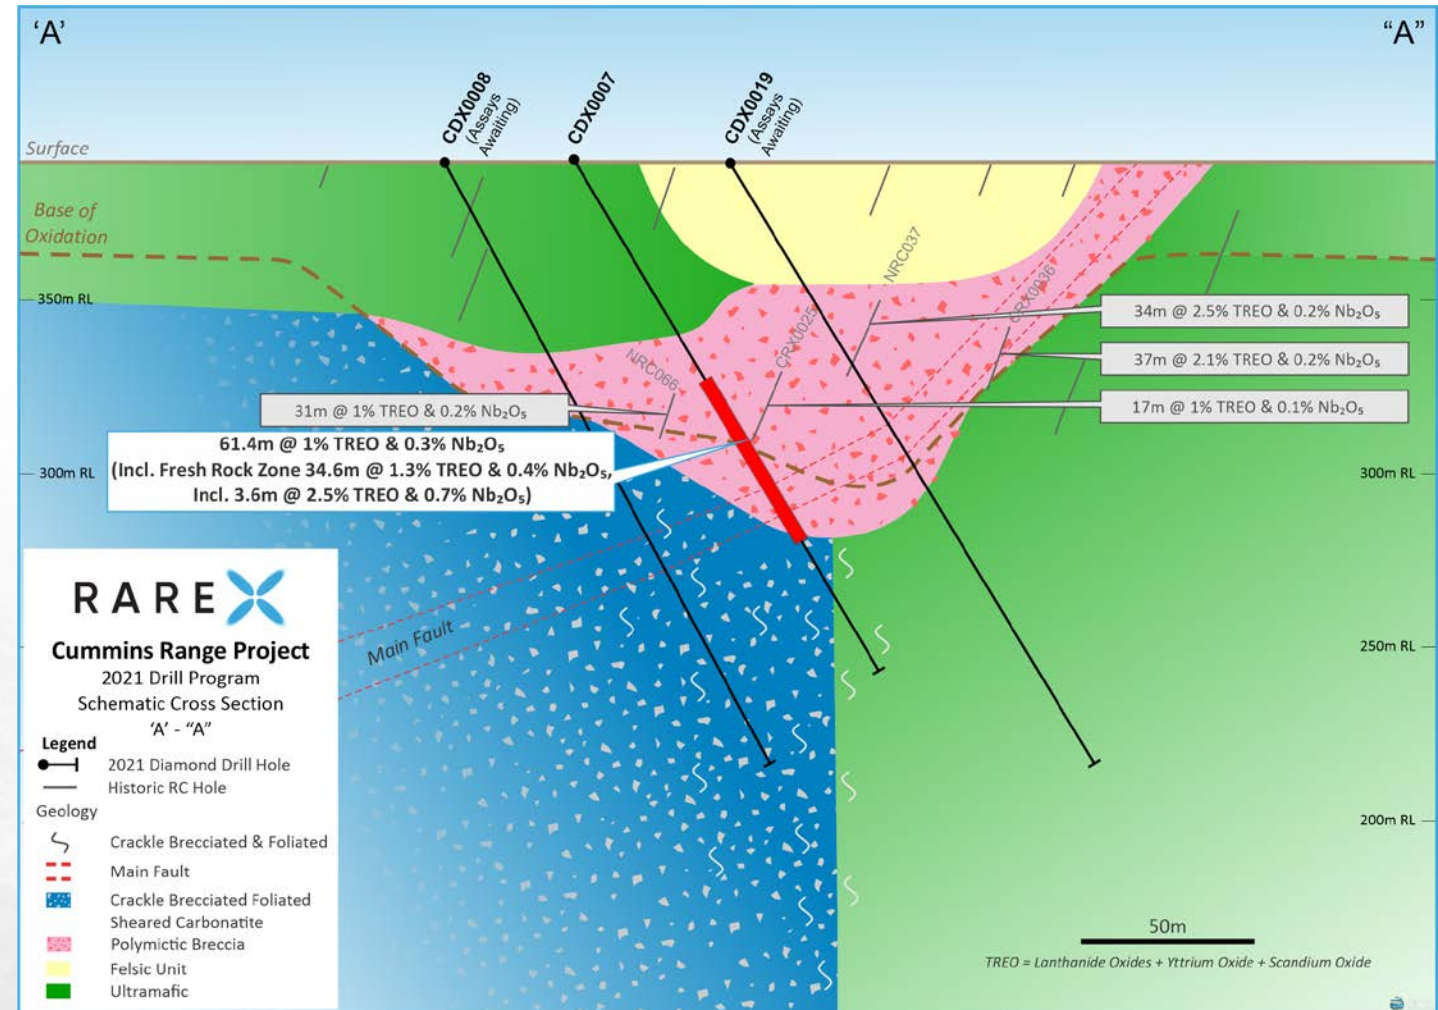 ‘A’
“A”
CDX0008
(Assays
Awaiting)
CDX0007
CDX0019
(Assays
Awaiting)
Surface
Base of
Oxidation
350m RL
NRC037
CRX0036
CRX0025
NRC066
34m @ 2.5% TREO & 0.2% Nb₂O₅
37m @ 2.1% TREO & 0.2% Nb₂O₅
17m @ 1% TREO & 0.1% Nb₂O₅
31m @ 1% TREO & 0.2% Nb₂O₅
61.4m @ 1% TREO & 0.3% Nb₂O₅
(Incl. Fresh Rock Zone 34.6m @ 1.3% TREO & 0.4% Nb₂O₅,
Incl. 3.6m @ 2.5% TREO & 0.7% Nb₂O₅)
300m RL
300m RL
250m RL
200m RL
Main Fault
RAREX
Cummins Range Project
2021 Drill Program
Schematic Cross Section
‘A’ - “A”
Legend
2021 Diamond Drill Hole
Historic RC Hole
Geology
Crackle Brecciated & Foliated
Main Fault
Crackle Brecciated Foliated
Sheared Carbonatite
Polymictic Breccia
Felsic Unit
Ultramafic
50m
TREO = Lanthanide Oxides + Yttrium Oxide + Scandium Oxide